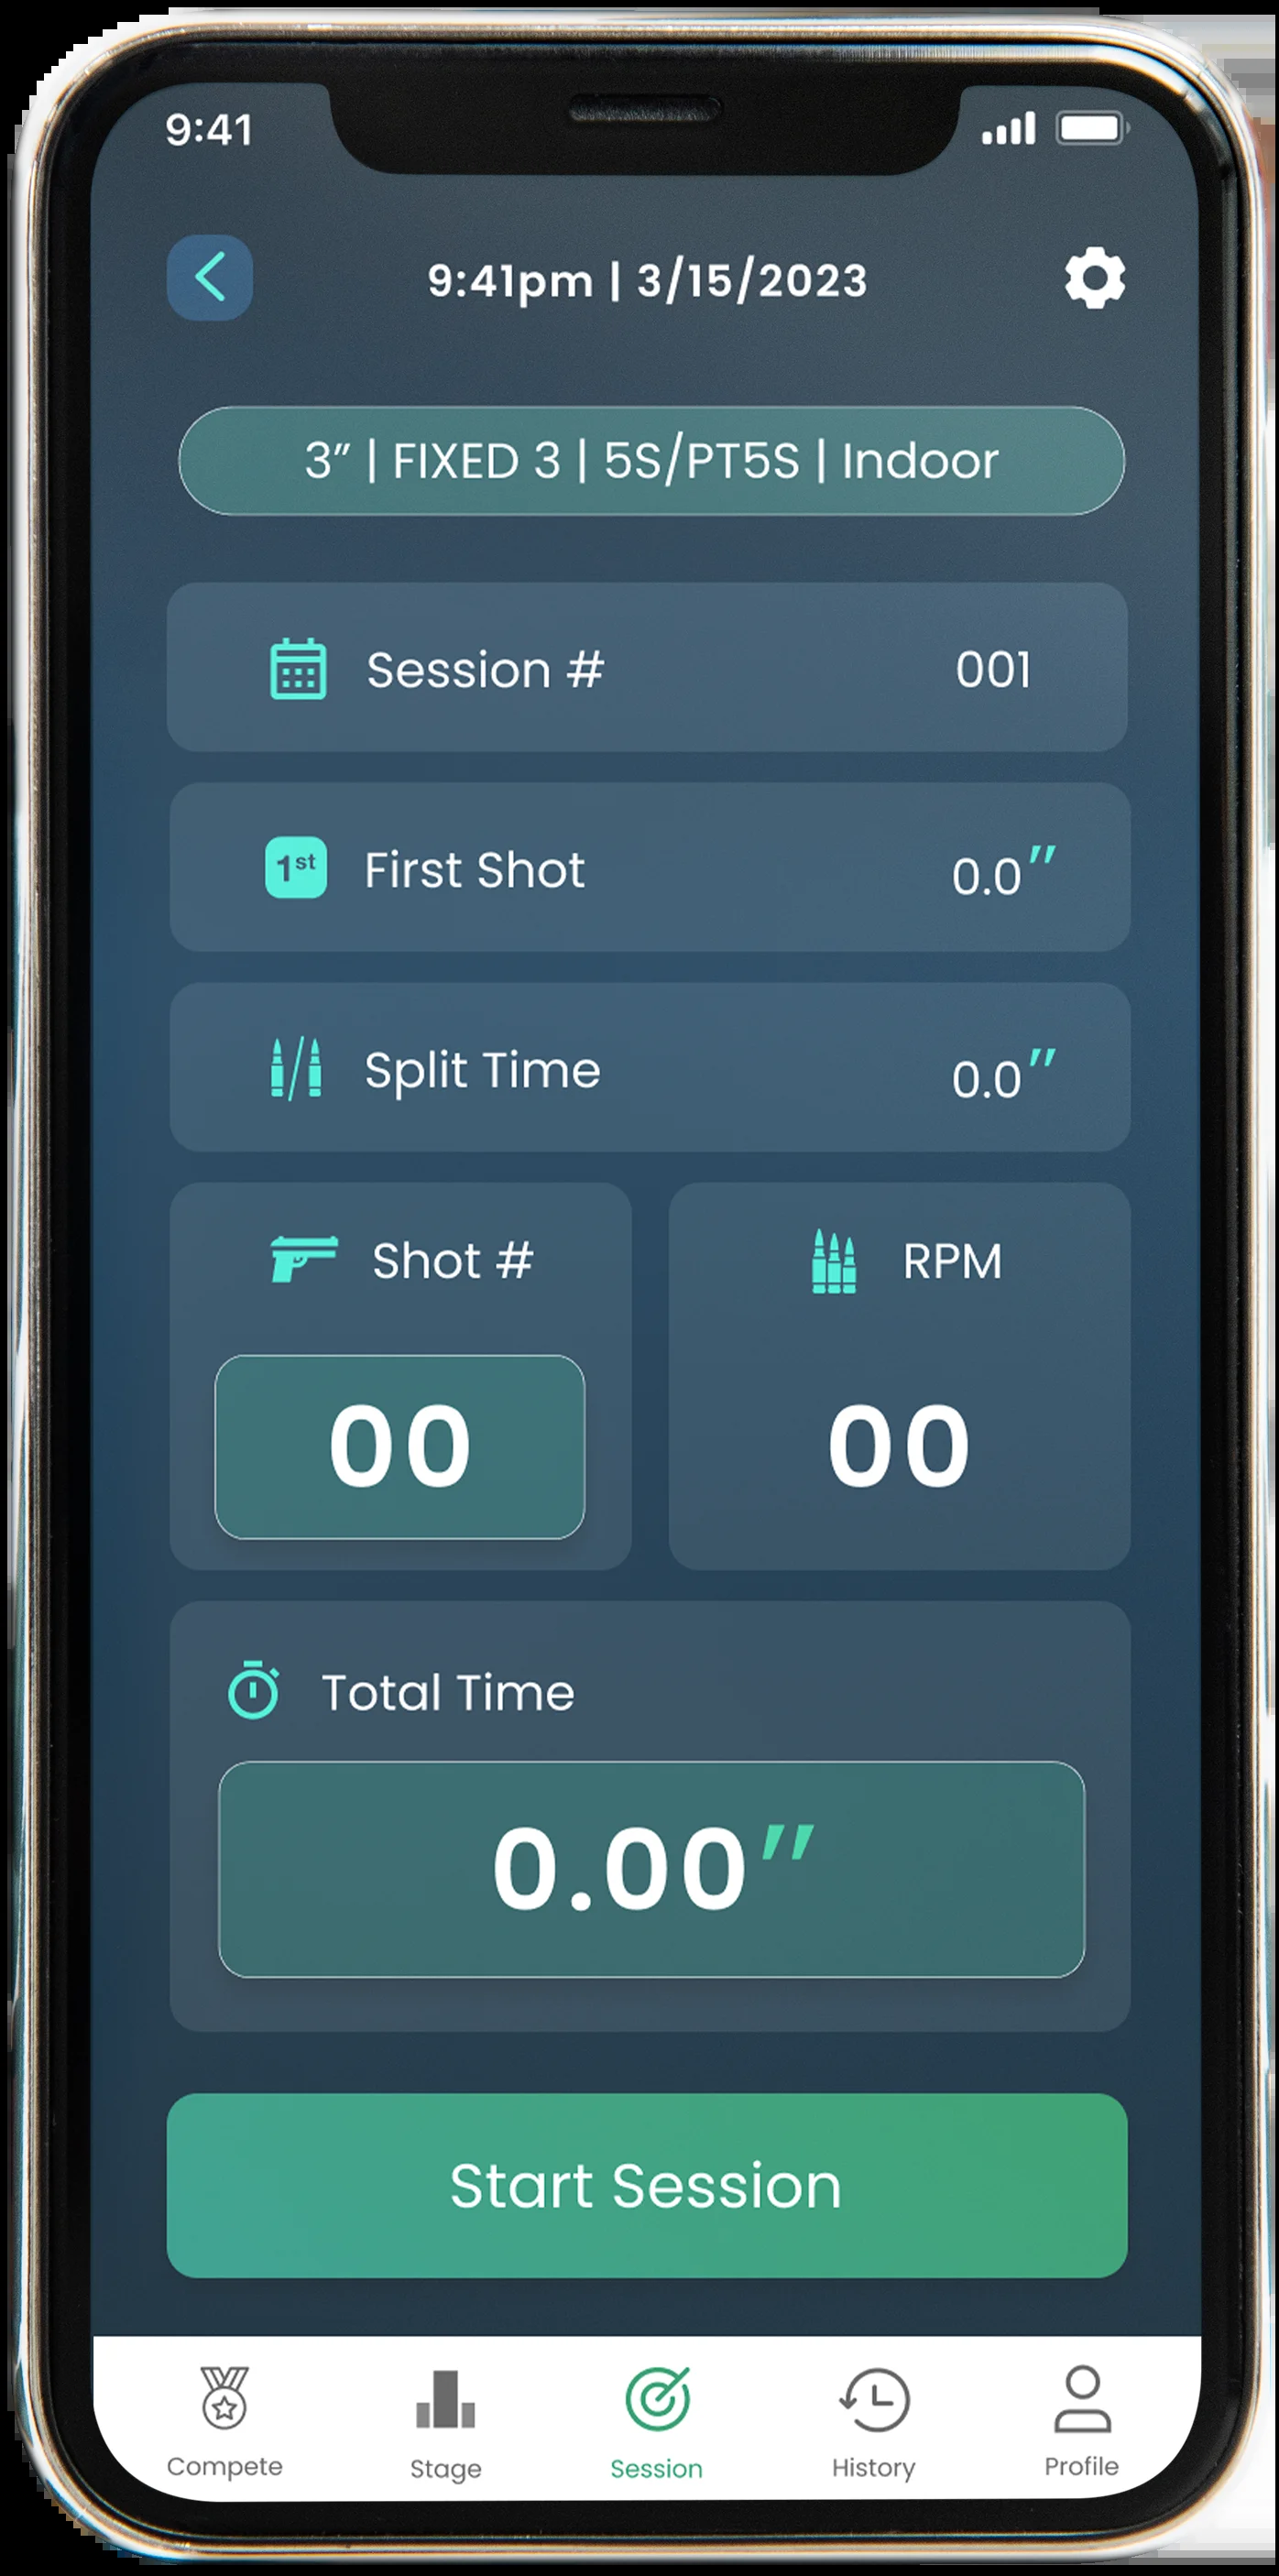 9:41
9:41pm | 3/15/2023
3” | FIXED 3 | 5S/PT5S | Indoor
Session # 001
1st First Shot 0.0″
Split Time 0.0″
Shot # RPM
00 00
Total Time
0.00″
Start Session
Compete Stage Session History Profile